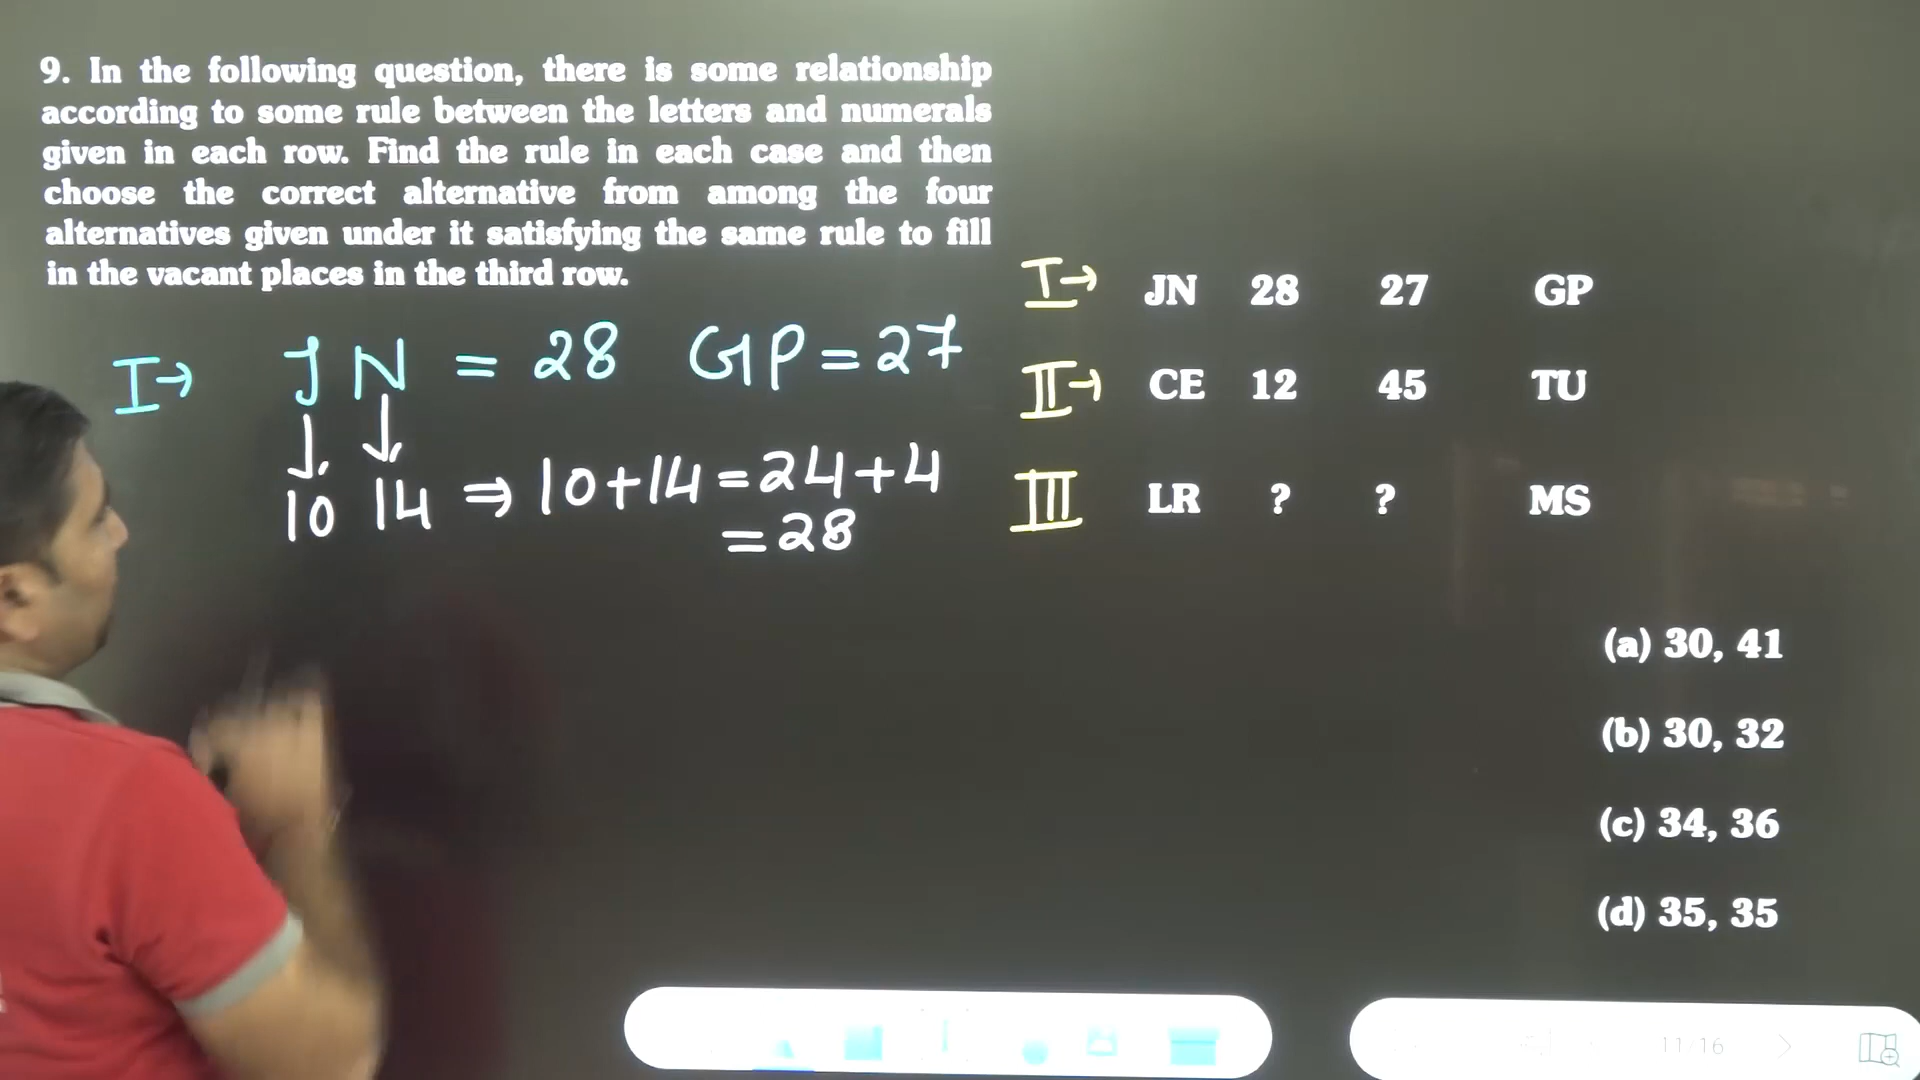 9. In the following question, there is some relationship
according to some rule between the letters and numerals
given in each row. Find the rule in each case and then
choose the correct alternative from among the four
alternatives given under it satisfying the same rule to fill
in the vacant places in the third row.
I→ JN 28 27 GP
II→ CE 12 45 TU
III LR ? ? MS
I→ JN = 28 GP = 27
↓ ↓
10 14 ⇒ 10+14 = 24+4
= 28
(a) 30, 41
(b) 30, 32
(c) 34, 36
(d) 35, 35
11/16